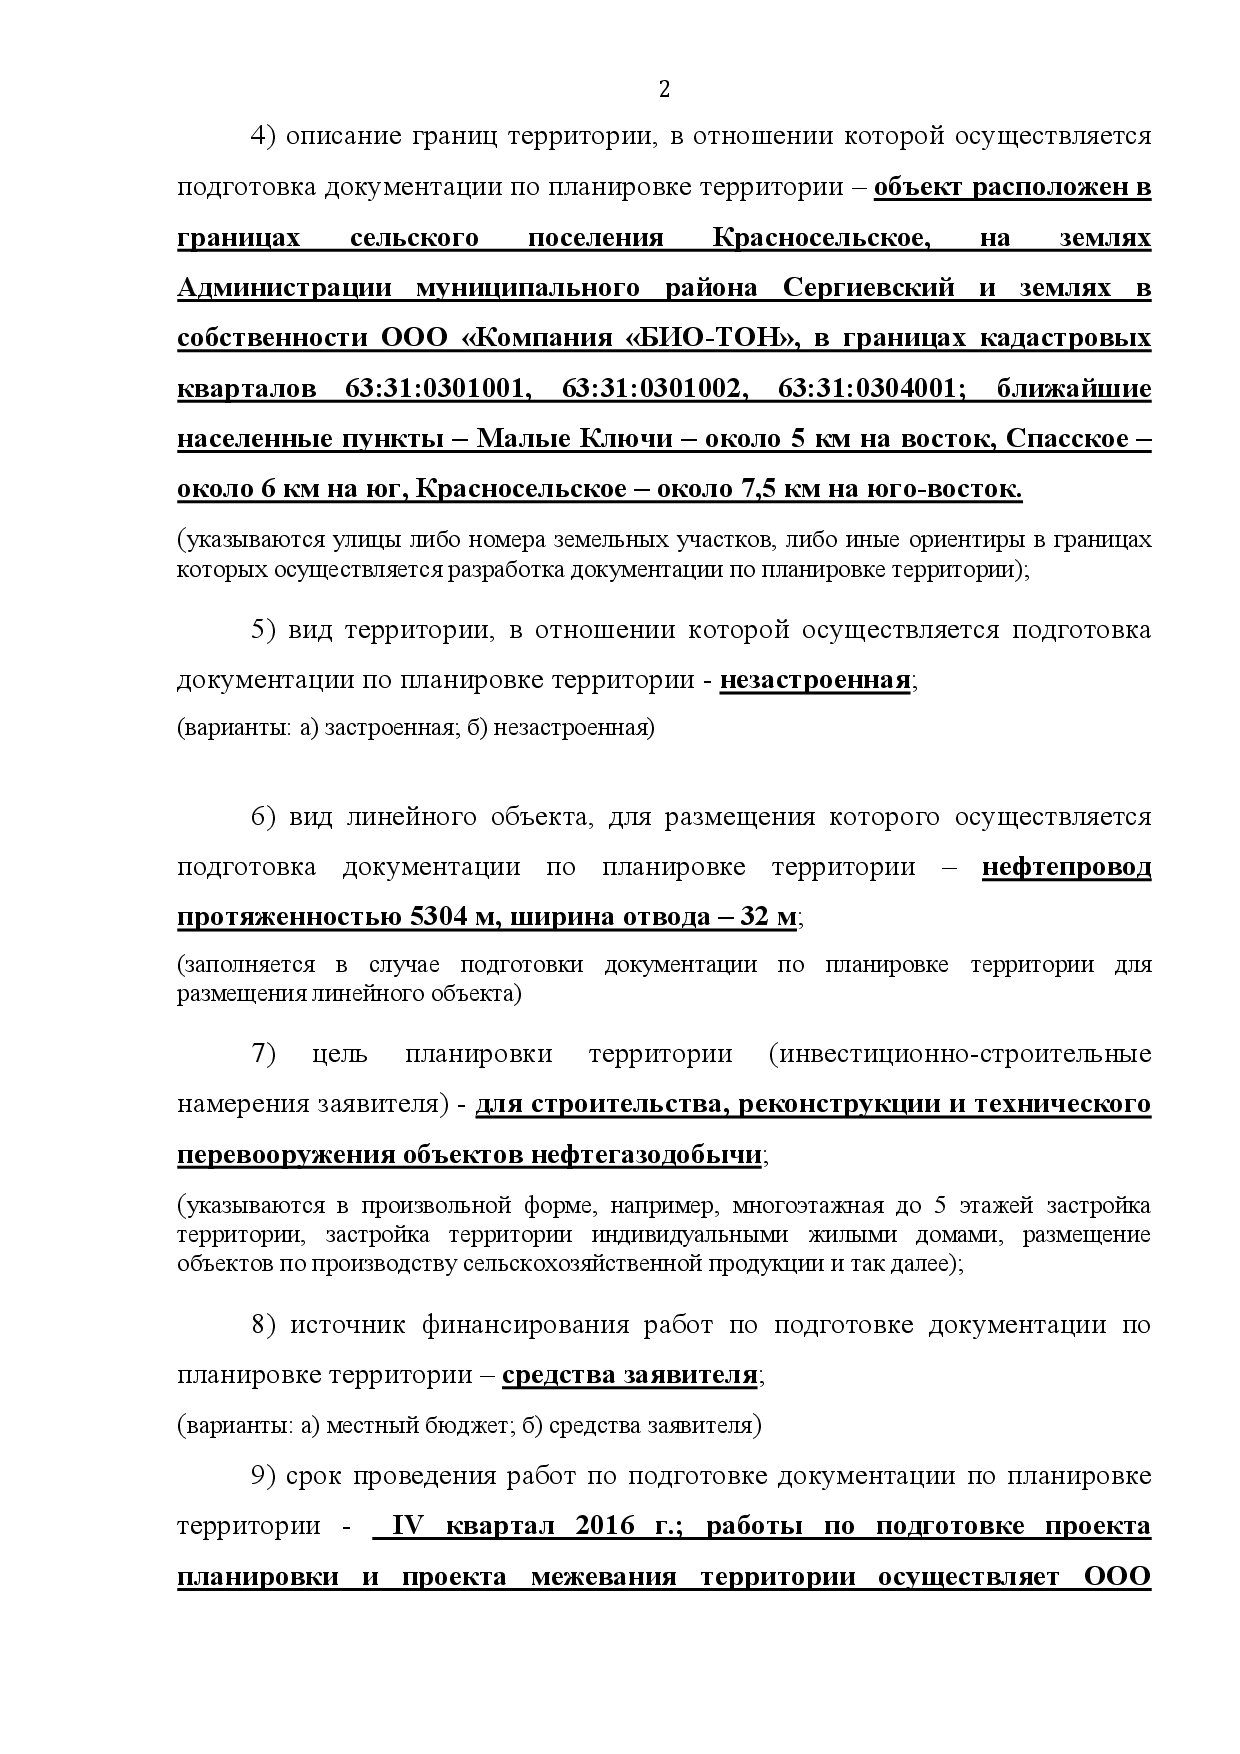 2
4) описание границ территории, в отношении которой осуществляется
подготовка документации по планировке территории – объект расположен в
границах сельского поселения Красносельское, на землях
Администрации муниципального района Сергиевский и землях в
собственности ООО «Компания «БИО-ТОН», в границах кадастровых
кварталов 63:31:0301001, 63:31:0301002, 63:31:0304001; ближайшие
населенные пункты – Малые Ключи – около 5 км на восток, Спасское –
около 6 км на юг, Красносельское – около 7,5 км на юго-восток.
(указываются улицы либо номера земельных участков, либо иные ориентиры в границах
которых осуществляется разработка документации по планировке территории);
5) вид территории, в отношении которой осуществляется подготовка
документации по планировке территории - незастроенная;
(варианты: а) застроенная; б) незастроенная)
6) вид линейного объекта, для размещения которого осуществляется
подготовка документации по планировке территории – нефтепровод
протяженностью 5304 м, ширина отвода – 32 м;
(заполняется в случае подготовки документации по планировке территории для
размещения линейного объекта)
7) цель планировки территории (инвестиционно-строительные
намерения заявителя) - для строительства, реконструкции и технического
перевооружения объектов нефтегазодобычи;
(указываются в произвольной форме, например, многоэтажная до 5 этажей застройка
территории, застройка территории индивидуальными жилыми домами, размещение
объектов по производству сельскохозяйственной продукции и так далее);
8) источник финансирования работ по подготовке документации по
планировке территории – средства заявителя;
(варианты: а) местный бюджет; б) средства заявителя)
9) срок проведения работ по подготовке документации по планировке
территории - IV квартал 2016 г.; работы по подготовке проекта
планировки и проекта межевания территории осуществляет ООО